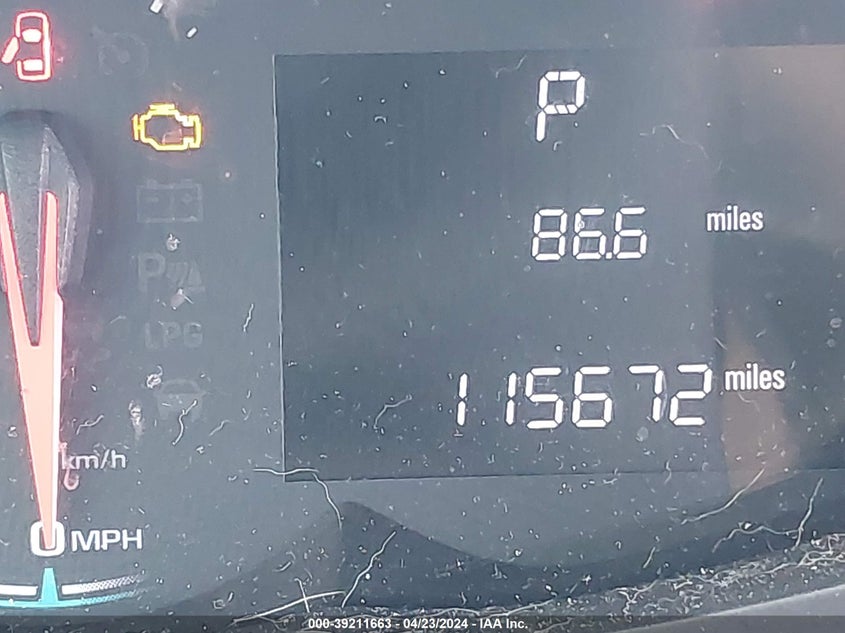 P
86.6 miles
115672 miles
P
LPG
km/h
0 MPH
000-39211663 - 04/23/2024 - IAA Inc.